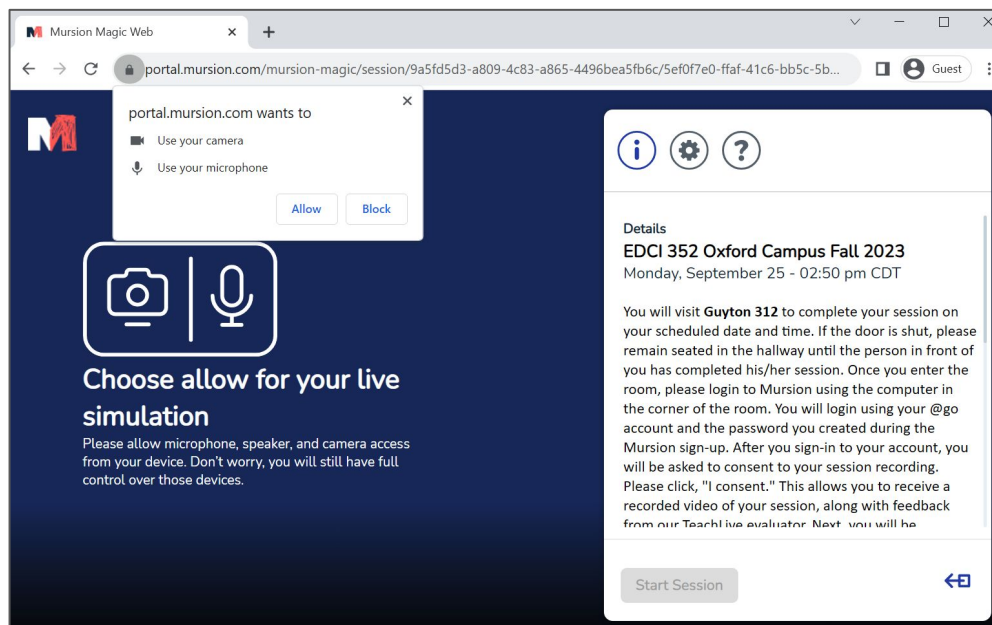 Mursion Magic Web
portal.mursion.com/mursion-magic/session/9a5fd5d3-a809-4c83-a865-4496bea5fb6c/5ef0f7e0-ffaf-41c6-bb5c-5b...
Guest
portal.mursion.com wants to
Use your camera
Use your microphone
Allow
Block
Choose allow for your live
simulation
Please allow microphone, speaker, and camera access
from your device. Don't worry, you will still have full
control over those devices.
Details
EDCI 352 Oxford Campus Fall 2023
Monday, September 25 - 02:50 pm CDT
You will visit Guyton 312 to complete your session on
your scheduled date and time. If the door is shut, please
remain seated in the hallway until the person in front of
you has completed his/her session. Once you enter the
room, please login to Mursion using the computer in
the corner of the room. You will login using your @go
account and the password you created during the
Mursion sign-up. After you sign-in to your account, you
will be asked to consent to your session recording.
Please click, "I consent." This allows you to receive a
recorded video of your session, along with feedback
from our TeachLive evaluator. Next, you will be
Start Session